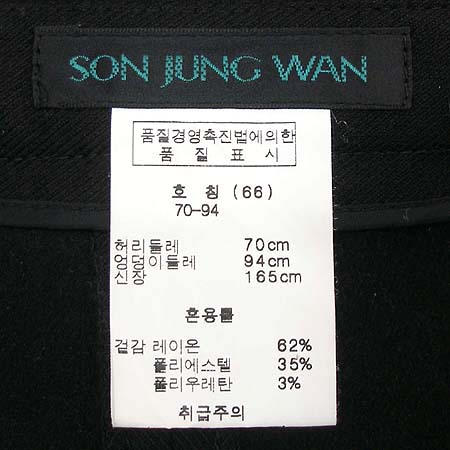 SON JUNG WAN
품질경영촉진법에의한
품 질 표 시
호 칭 (66)
70-94
허리둘레 70cm
엉덩이둘레 94cm
신장 165cm
혼용률
겉감 레이온 62%
폴리에스텔 35%
폴리우레탄 3%
취급주의